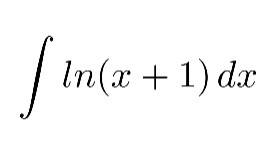 ∫ ln(x + 1) dx